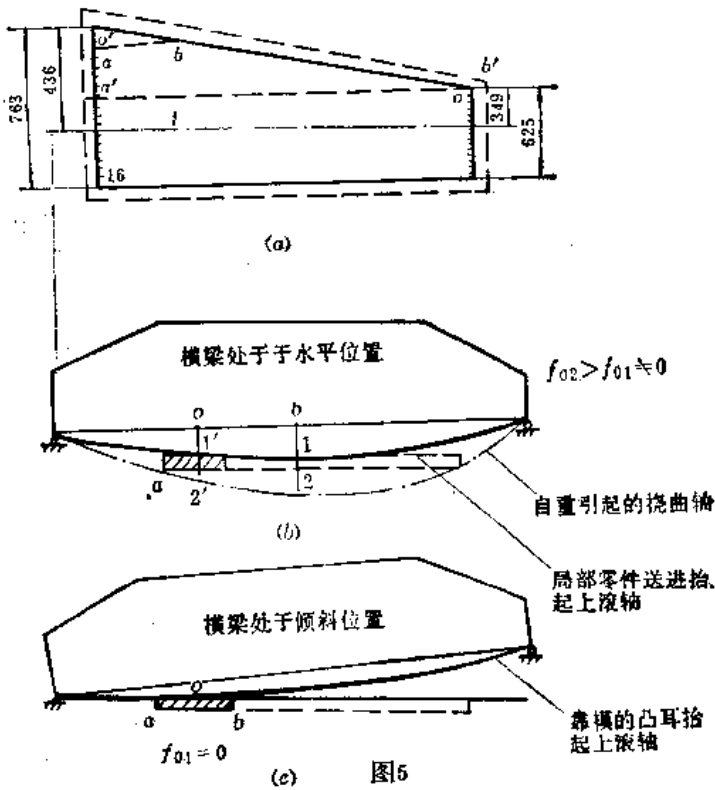 o'
b
a
a'
b'
o
436
763
349
625
1
16
(a)
横梁处于于水平位置
f02>f01≒0
o
b
1'
1
a
2'
2
(b)
自重引起的挠曲轴
局部零件送进抬、
起上滚轴
横梁处于倾斜位置
o
a
b
f01=0
靠模的凸耳抬
起上滚轴
(c)
图5